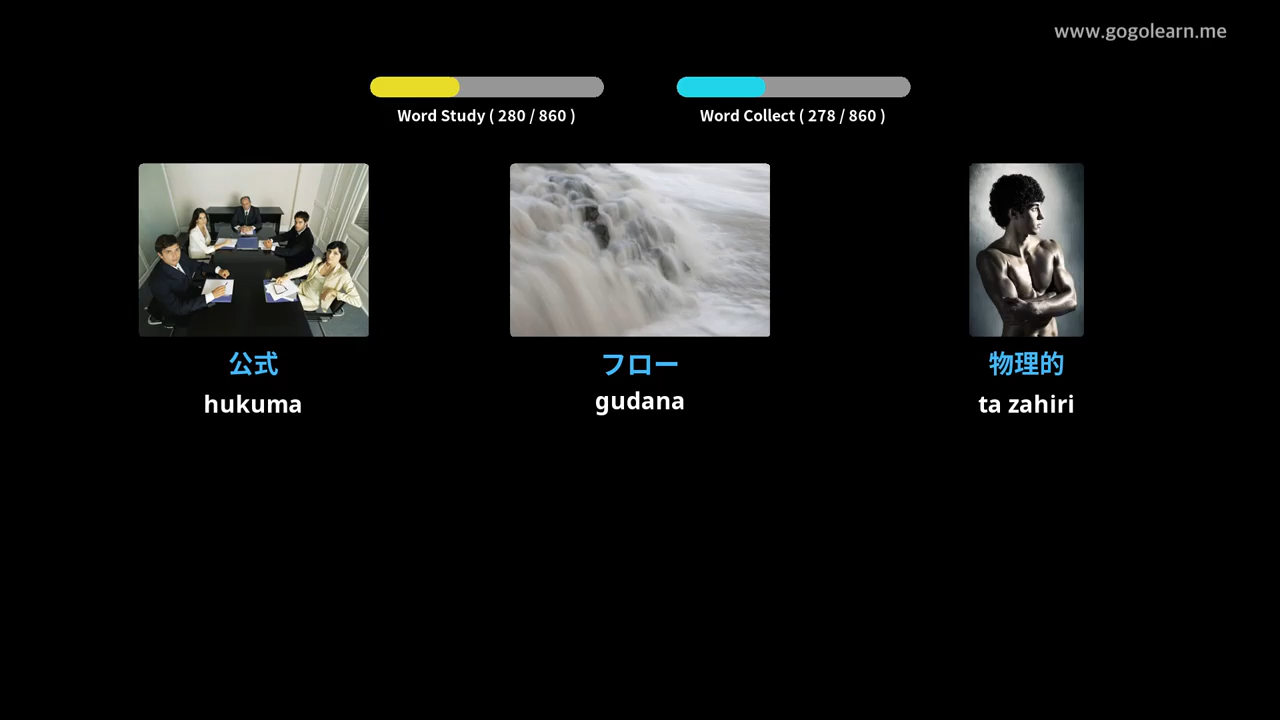 www.gogolearn.me
Word Study ( 280 / 860 )
Word Collect ( 278 / 860 )
公式
フロー
物理的
hukuma
gudana
ta zahiri